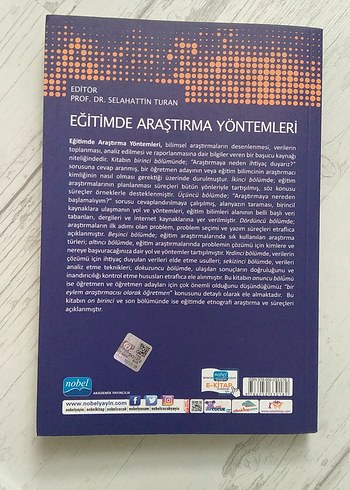 EDİTÖR
PROF. DR. SELAHATTİN TURAN
EĞİTİMDE ARAŞTIRMA YÖNTEMLERİ
Eğitimde Araştırma Yöntemleri, bilimsel araştırmaların desenlenmesi, verilerin
toplanması, analiz edilmesi ve raporlanmasına dair bilgiler veren bir başucu kaynağı
niteliğindedir. Kitabın birinci bölümünde; "Araştırmaya neden ihtiyaç duyarız?"
sorusuna cevap aranmış, bir öğretmen adayının veya eğitim bilimcinin araştırmacı
kimliğinin nasıl olması gerektiği üzerinde durulmuştur. İkinci bölümde; eğitim
araştırmalarının planlanması süreçleri bütün yönleriyle tartışılmış, söz konusu
süreçler örneklerle desteklenmiştir. Üçüncü bölümde; "Araştırmaya nereden
başlamalıyım?" sorusu cevaplandırılmaya çalışılmış, alanyazın taraması, birincil
kaynaklara ulaşmanın yol ve yöntemleri, eğitim bilimleri alanının belli başlı veri
tabanları, dergileri ve internet kaynaklarına yer verilmiştir. Dördüncü bölümde;
araştırmaların ilk adımı olan problem, problem seçimi ve yazım süreçleri etraflıca
açıklanmıştır. Beşinci bölümde; eğitim araştırmalarında sık kullanılan araştırma
türleri; altıncı bölümde, eğitim araştırmalarında problemin çözümü için kimlere ve
nereye başvuracağınıza dair yol ve yöntemler tartışılmıştır. Yedinci bölümde, verilerin
çözümü için ihtiyaç duyulan verileri elde etme usulleri; sekizinci bölümde, verileri
analiz etme teknikleri; dokuzuncu bölümde, ulaşılan sonuçların doğruluğunu ve
inandırıcılığı kontrol etme hususları etraflıca ele alınmıştır. Bu kitabın onuncu bölümü
ise öğretmen ve öğretmen adayları için çok önemli olduğunu düşündüğümüz "bir
eylem araştırmacısı olarak öğretmen" konusunu detaylı olarak ele almaktadır. Bu
kitabın on birinci ve son bölümünde ise eğitimde etnografi araştırma ve süreçleri
açıklanmıştır.
nobel
AKADEMİK YAYINCILIK
E-KİTAP
www.nobelyayin.com